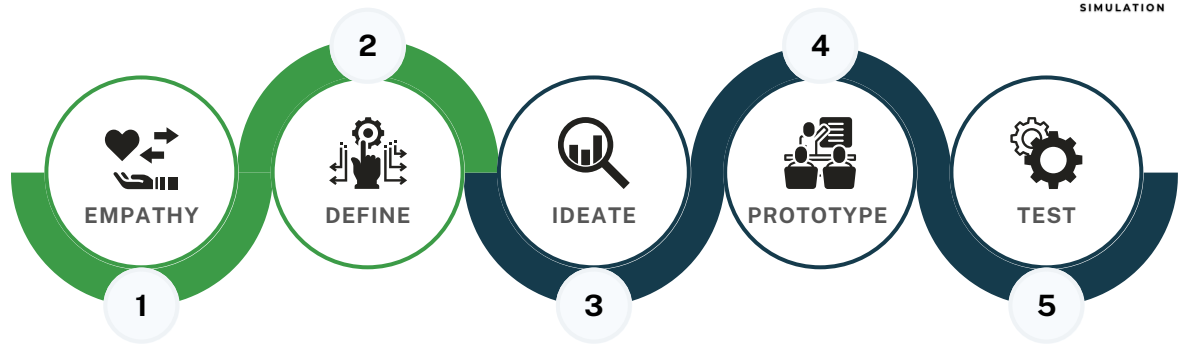 SIMULATION
2
4
EMPATHY
DEFINE
IDEATE
PROTOTYPE
TEST
1
3
5